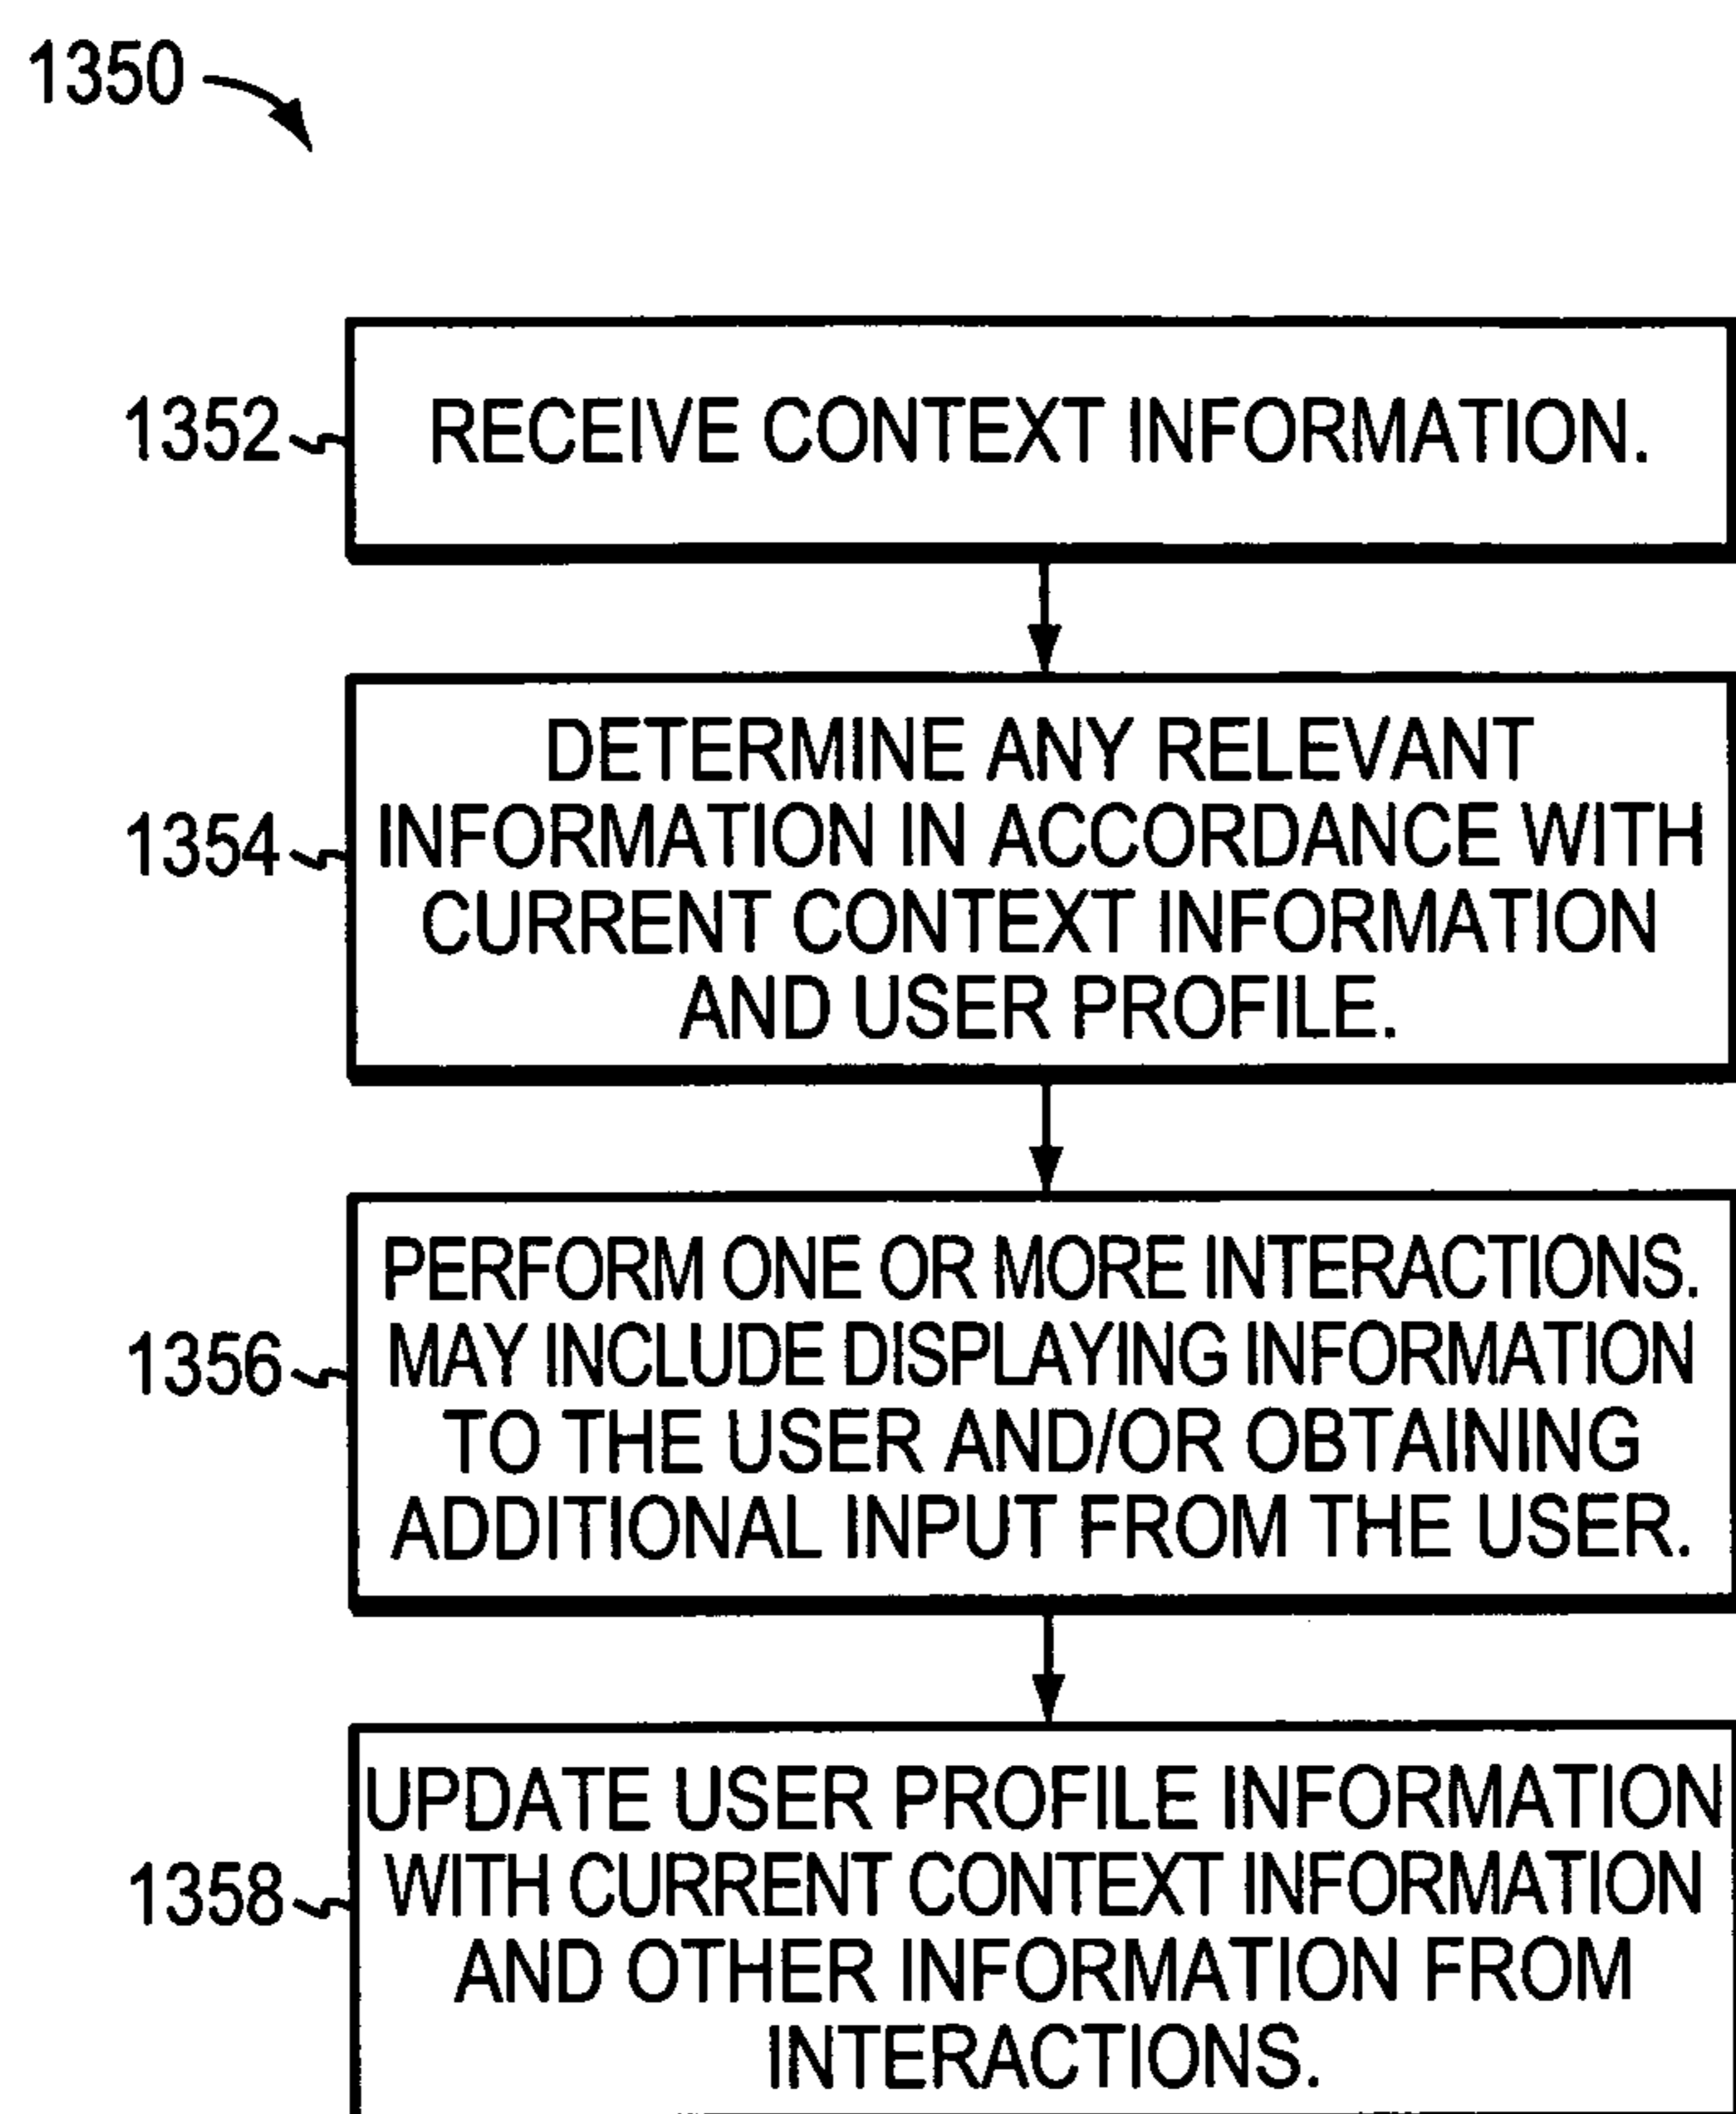 1350
1352
RECEIVE CONTEXT INFORMATION.
1354
DETERMINE ANY RELEVANT
INFORMATION IN ACCORDANCE WITH
CURRENT CONTEXT INFORMATION
AND USER PROFILE.
1356
PERFORM ONE OR MORE INTERACTIONS.
MAY INCLUDE DISPLAYING INFORMATION
TO THE USER AND/OR OBTAINING
ADDITIONAL INPUT FROM THE USER.
1358
UPDATE USER PROFILE INFORMATION
WITH CURRENT CONTEXT INFORMATION
AND OTHER INFORMATION FROM
INTERACTIONS.